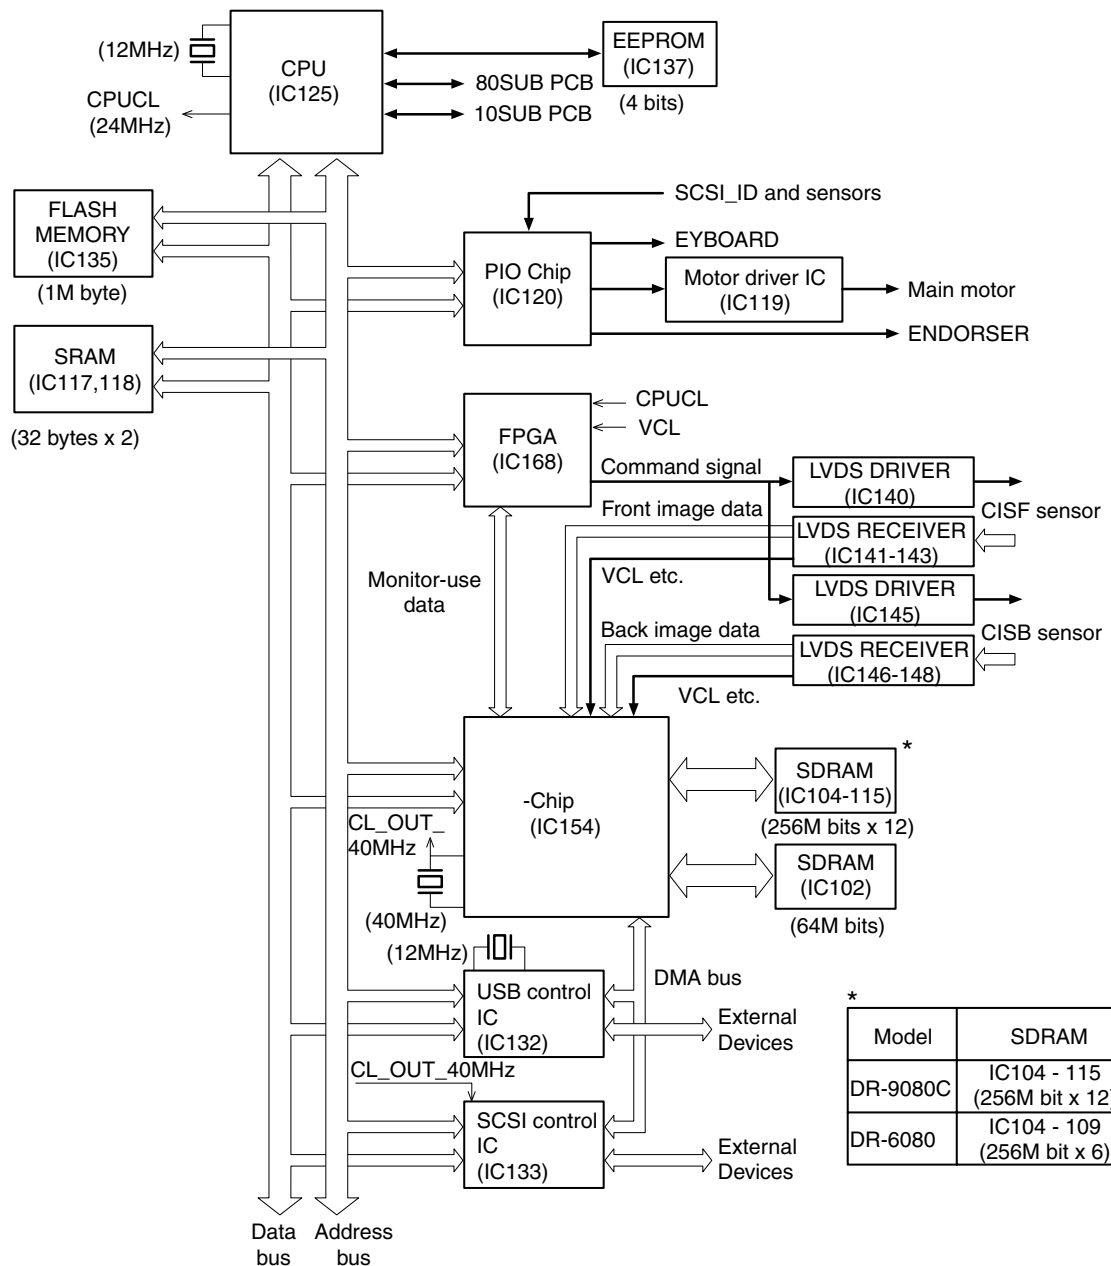 (12MHz)
CPU
(IC125)
CPUCL
(24MHz)
EEPROM
(IC137)
(4 bits)
80SUB PCB
10SUB PCB
FLASH
MEMORY
(IC135)
(1M byte)
SRAM
(IC117,118)
(32 bytes x 2)
SCSI_ID and sensors
PIO Chip
(IC120)
EYBOARD
Motor driver IC
(IC119)
Main motor
ENDORSER
FPGA
(IC168)
CPUCL
VCL
Command signal
LVDS DRIVER
(IC140)
CISF sensor
Front image data
LVDS RECEIVER
(IC141-143)
VCL etc.
Monitor-use
data
LVDS DRIVER
(IC145)
CISB sensor
Back image data
LVDS RECEIVER
(IC146-148)
VCL etc.
-Chip
(IC154)
*
SDRAM
(IC104-115)
(256M bits x 12)
SDRAM
(IC102)
(64M bits)
CL_OUT_
40MHz
(40MHz)
(12MHz)
DMA bus
USB control
IC
(IC132)
External
Devices
CL_OUT_40MHz
SCSI control
IC
(IC133)
External
Devices
*
Model SDRAM
DR-9080C IC104 - 115
(256M bit x 12)
DR-6080 IC104 - 109
(256M bit x 6)
Data
bus
Address
bus